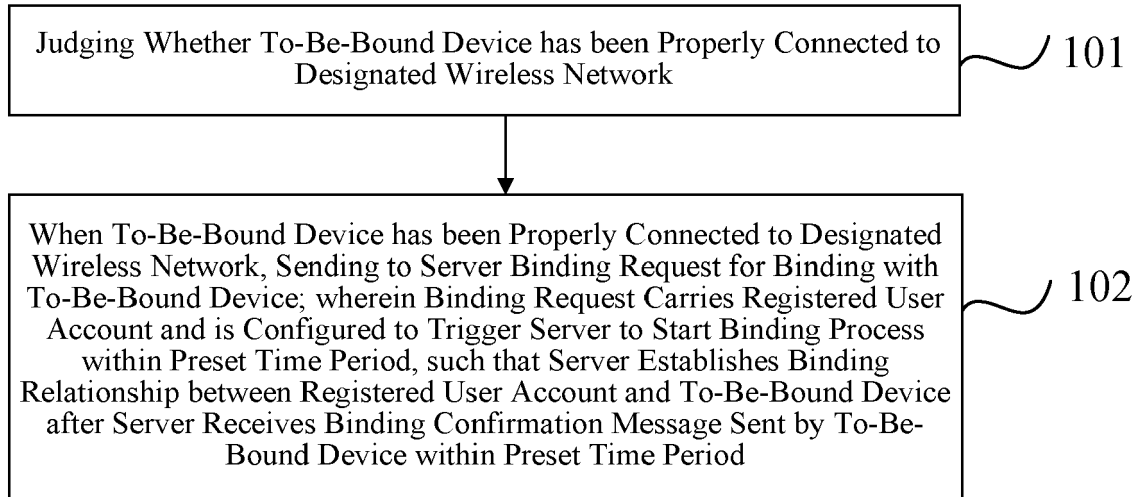 Judging Whether To-Be-Bound Device has been Properly Connected to
Designated Wireless Network
101
When To-Be-Bound Device has been Properly Connected to Designated
Wireless Network, Sending to Server Binding Request for Binding with
To-Be-Bound Device; wherein Binding Request Carries Registered User
Account and is Configured to Trigger Server to Start Binding Process
within Preset Time Period, such that Server Establishes Binding
Relationship between Registered User Account and To-Be-Bound Device
after Server Receives Binding Confirmation Message Sent by To-Be-
Bound Device within Preset Time Period
102